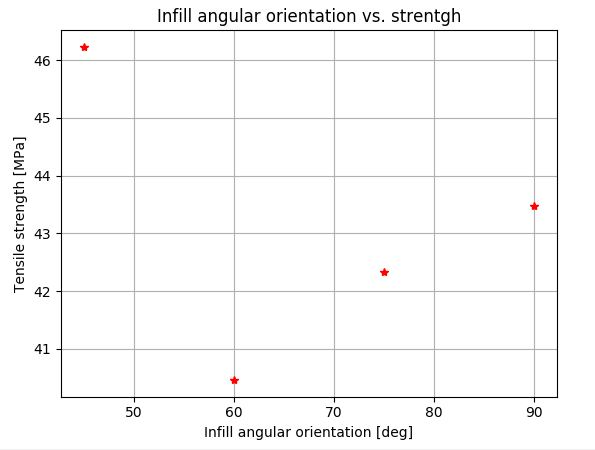 Infill angular orientation vs. strentgh
46
45
44
43
42
41
Tensile strength [MPa]
50 60 70 80 90
Infill angular orientation [deg]